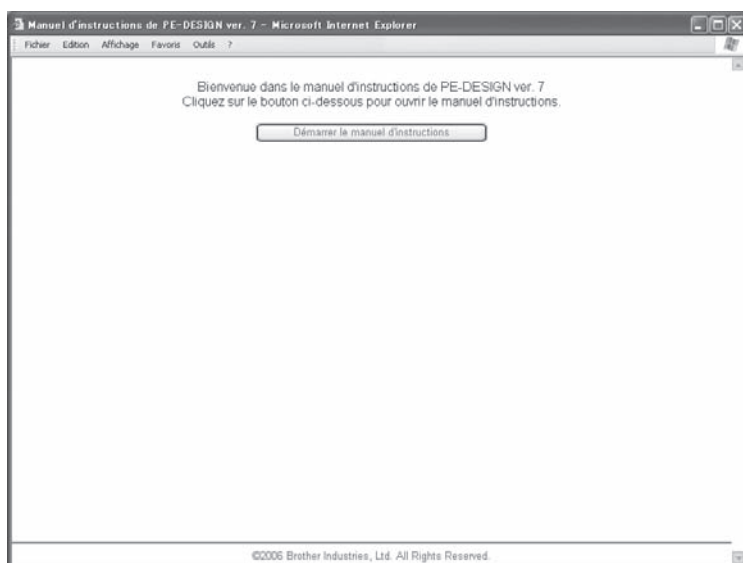 Manuel d'instructions de PE-DESIGN ver. 7 - Microsoft Internet Explorer
Fichier Edition Affichage Favoris Outils ?
Bienvenue dans le manuel d'instructions de PE-DESIGN ver. 7
Cliquez sur le bouton ci-dessous pour ouvrir le manuel d'instructions.
Démarrer le manuel d'instructions
©2006 Brother Industries, Ltd. All Rights Reserved.